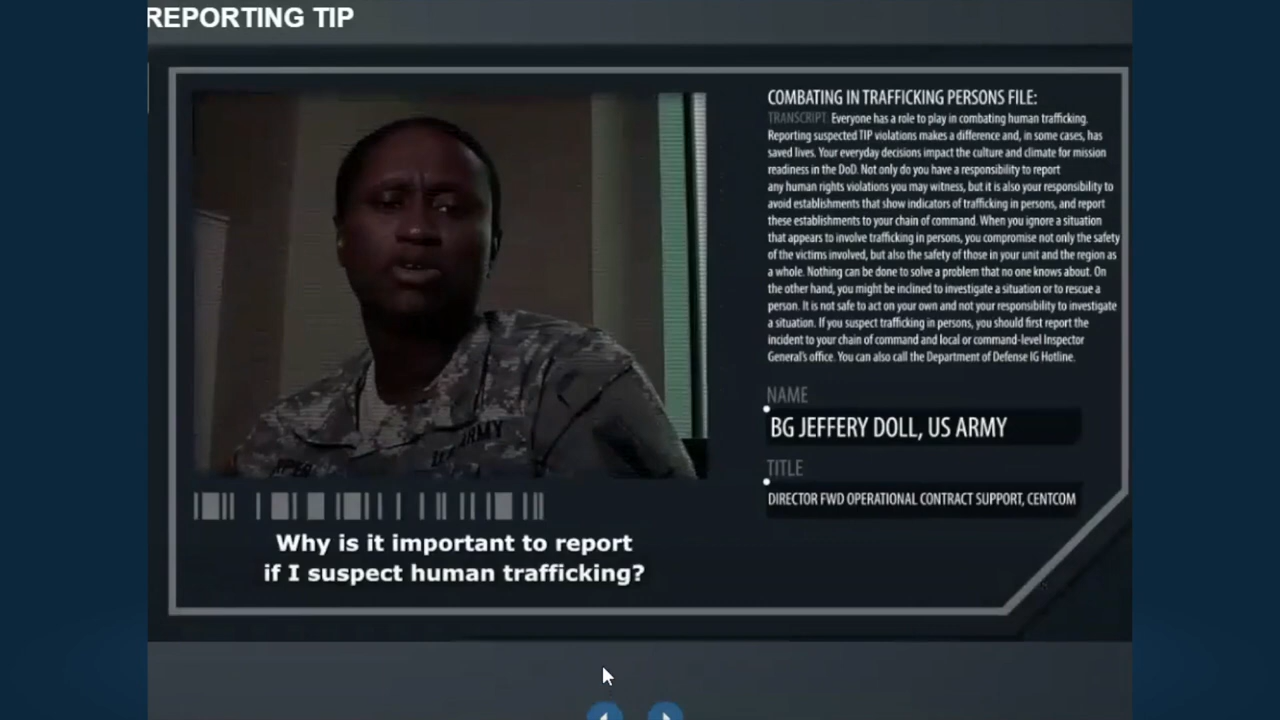 REPORTING TIP
COMBATING IN TRAFFICKING PERSONS FILE:
TRANSCRIPT Everyone has a role to play in combating human trafficking.
Reporting suspected TIP violations makes a difference and, in some cases, has
saved lives. Your everyday decisions impact the culture and climate for mission
readiness in the DoD. Not only do you have a responsibility to report
any human rights violations you may witness, but it is also your responsibility to
avoid establishments that show indicators of trafficking in persons, and report
these establishments to your chain of command. When you ignore a situation
that appears to involve trafficking in persons, you compromise not only the safety
of the victims involved, but also the safety of those in your unit and the region as
a whole. Nothing can be done to solve a problem that no one knows about. On
the other hand, you might be inclined to investigate a situation or to rescue a
person. It is not safe to act on your own and not your responsibility to investigate
a situation. If you suspect trafficking in persons, you should first report the
incident to your chain of command and local or command-level Inspector
General's office. You can also call the Department of Defense IG Hotline.
NAME
BG JEFFERY DOLL, US ARMY
TITLE
DIRECTOR FWD OPERATIONAL CONTRACT SUPPORT, CENTCOM
U.S. ARMY
Why is it important to report
if I suspect human trafficking?